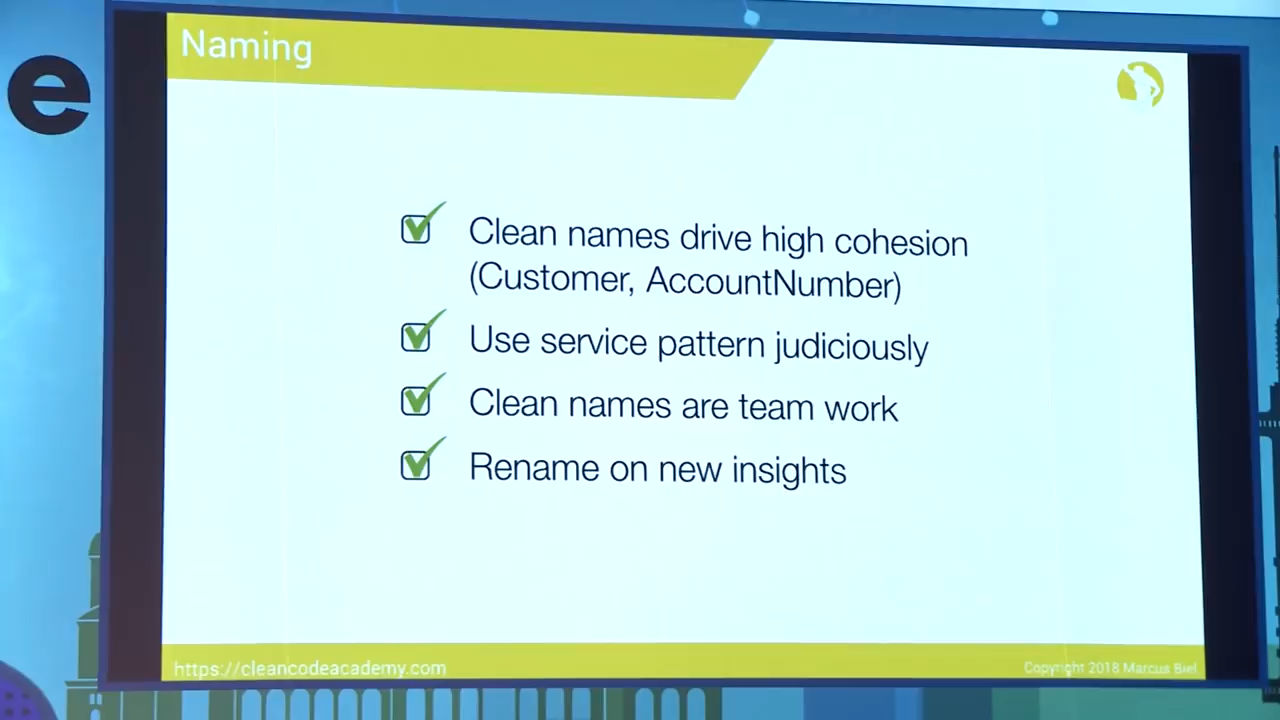 e
Naming
Clean names drive high cohesion
(Customer, AccountNumber)
Use service pattern judiciously
Clean names are team work
Rename on new insights
https://cleancodeacademy.com
Copyright 2018 Marcus Biel